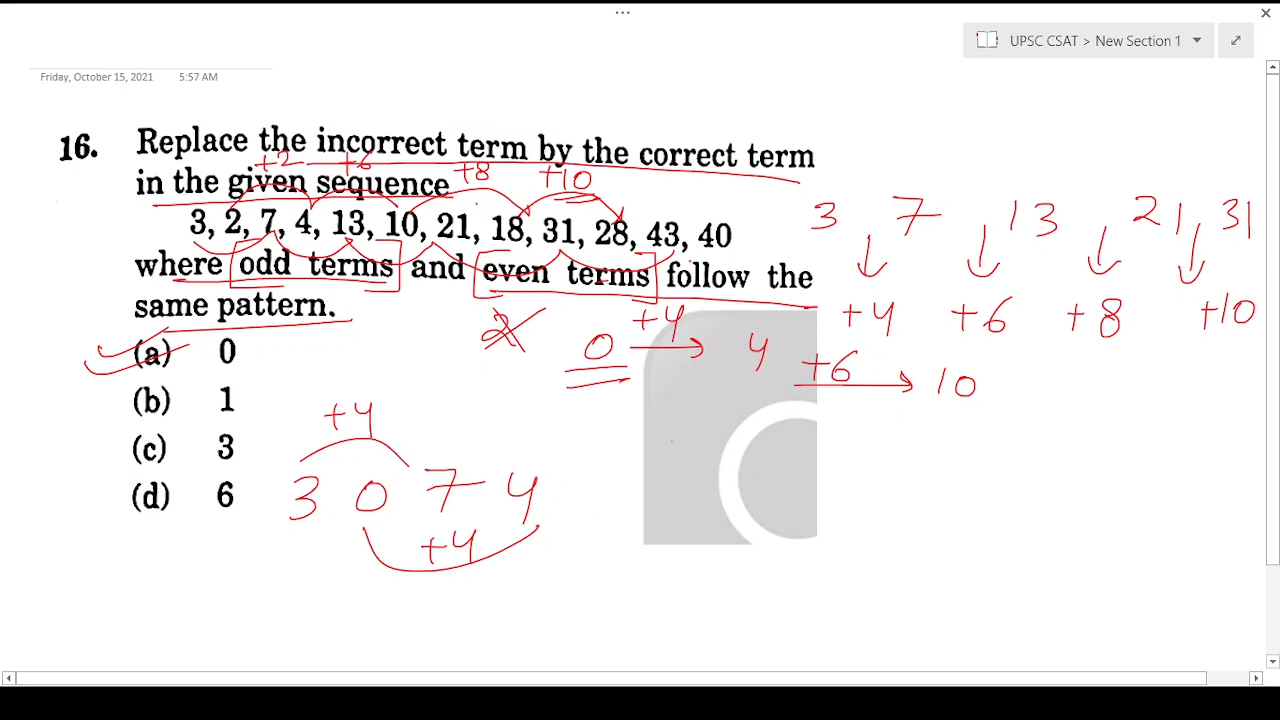 UPSC CSAT > New Section 1
Friday, October 15, 2021 5:57 AM
16. Replace the incorrect term by the correct term
+2 +6 +8 +10
in the given sequence
3, 2, 7, 4, 13, 10, 21, 18, 31, 28, 43, 40
3 7 13 21 31
where odd terms and even terms follow the
same pattern.
+4 +6 +8 +10
2 0 +4 4 +6 10
(a) 0
(b) 1
(c) 3
(d) 6
+4
3 0 7 4
+4